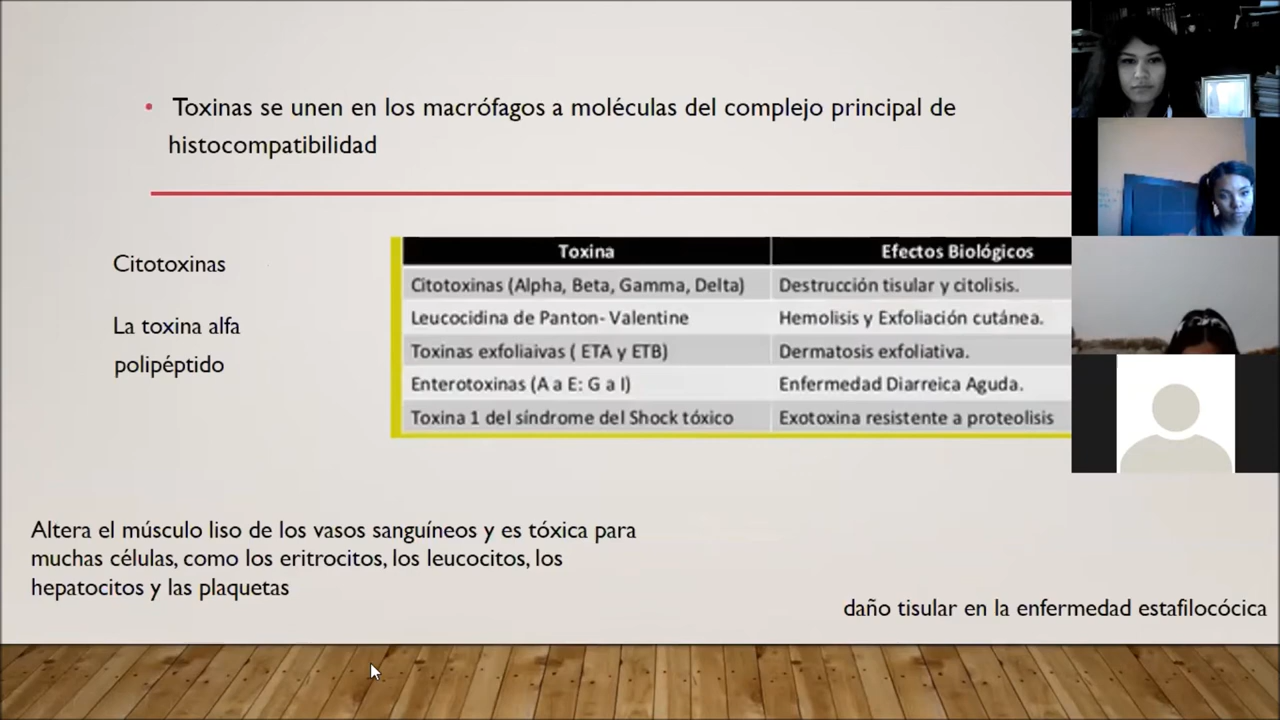 • Toxinas se unen en los macrófagos a moléculas del complejo principal de
histocompatibilidad
Citotoxinas
La toxina alfa
polipéptido
Toxina Efectos Biológicos
Citotoxinas (Alpha, Beta, Gamma, Delta) Destrucción tisular y citolisis.
Leucocidina de Panton- Valentine Hemolisis y Exfoliación cutánea.
Toxinas exfoliaivas ( ETA y ETB) Dermatosis exfoliativa.
Enterotoxinas (A a E: G a I) Enfermedad Diarreica Aguda.
Toxina 1 del síndrome del Shock tóxico Exotoxina resistente a proteolisis
Altera el músculo liso de los vasos sanguíneos y es tóxica para
muchas células, como los eritrocitos, los leucocitos, los
hepatocitos y las plaquetas
daño tisular en la enfermedad estafilocócica